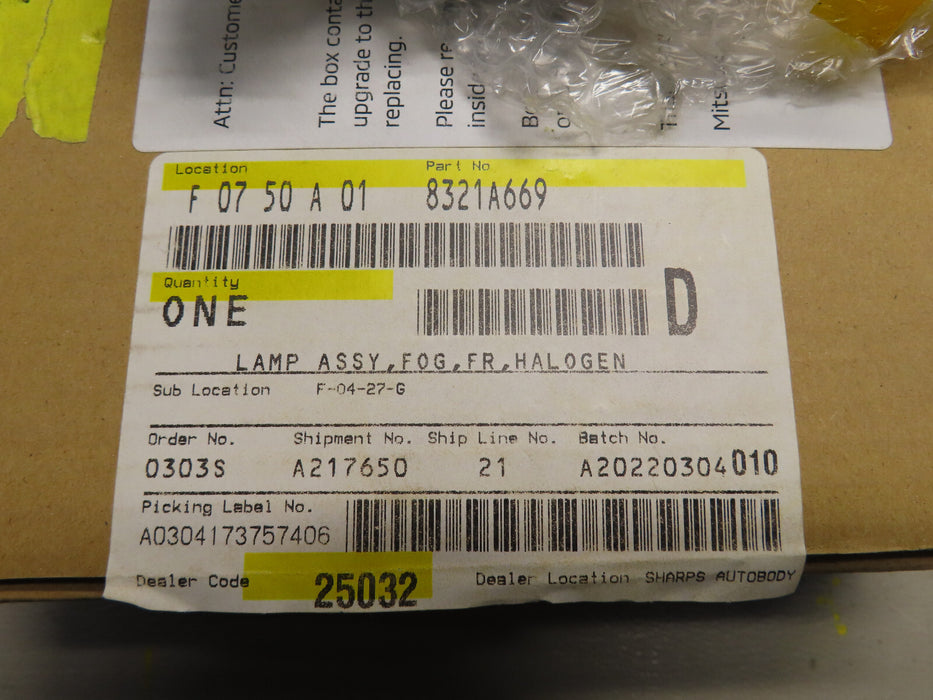 Attn: Custome
The box conta
upgrade to th
replacing.
Please re
insid
Mits
Location Part No
F 07 50 A 01 8321A669
Quantity
ONE
D
LAMP ASSY,FOG,FR,HALOGEN
Sub Location F-04-27-G
Order No. Shipment No. Ship Line No. Batch No.
0303S A217650 21 A20220304010
Picking Label No.
A0304173757406
Dealer Code 25032 Dealer Location SHARPS AUTOBODY